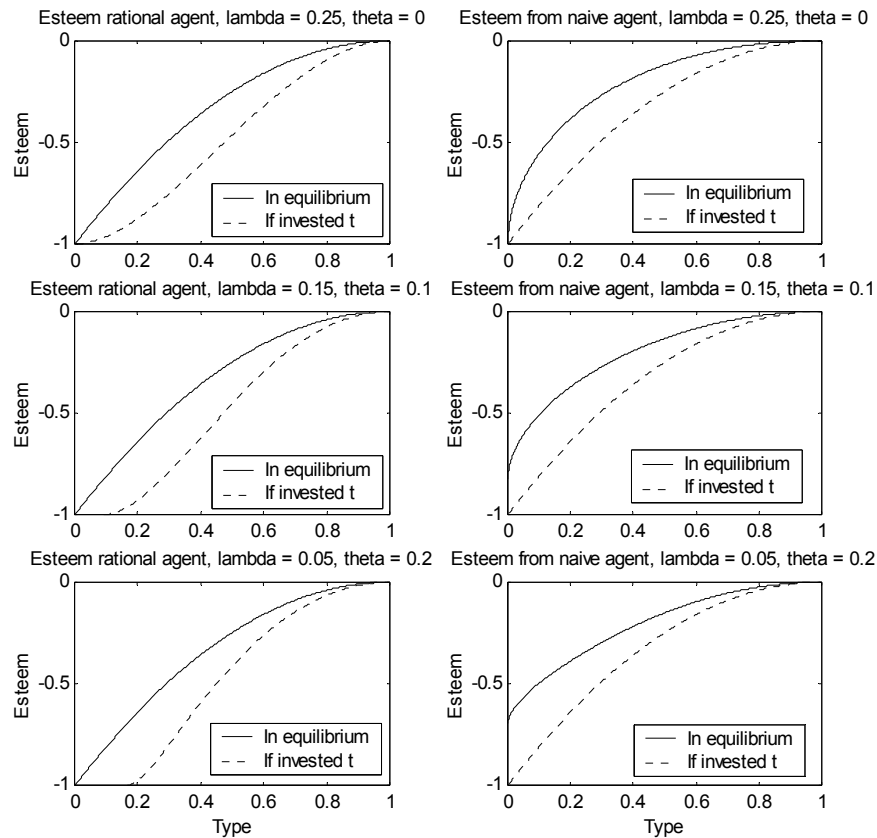 Esteem rational agent, lambda = 0.25, theta = 0
0
-0.5
-1
Esteem
0 0.2 0.4 0.6 0.8 1
In equilibrium
If invested t
Esteem from naive agent, lambda = 0.25, theta = 0
0
-0.5
-1
Esteem
0 0.2 0.4 0.6 0.8 1
In equilibrium
If invested t
Esteem rational agent, lambda = 0.15, theta = 0.1
0
-0.5
-1
Esteem
0 0.2 0.4 0.6 0.8 1
In equilibrium
If invested t
Esteem from naive agent, lambda = 0.15, theta = 0.1
0
-0.5
-1
Esteem
0 0.2 0.4 0.6 0.8 1
In equilibrium
If invested t
Esteem rational agent, lambda = 0.05, theta = 0.2
0
-0.5
-1
Esteem
0 0.2 0.4 0.6 0.8 1
Type
In equilibrium
If invested t
Esteem from naive agent, lambda = 0.05, theta = 0.2
0
-0.5
-1
Esteem
0 0.2 0.4 0.6 0.8 1
Type
In equilibrium
If invested t